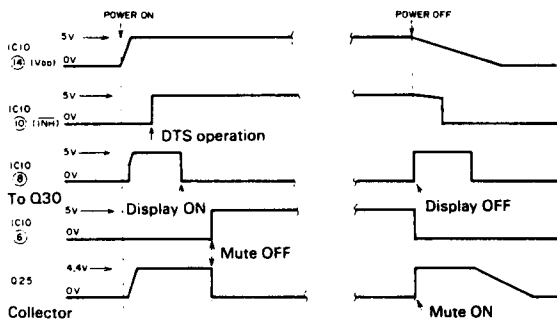 POWER ON POWER OFF
IC10 5V
14 (VDD) 0V
IC10 5V
10 (INH) 0V
DTS operation
IC10 5V
8 0V
To Q30
Display ON Display OFF
IC10 5V
6 0V
Mute OFF
Q25 4.4V
0V
Collector Mute ON